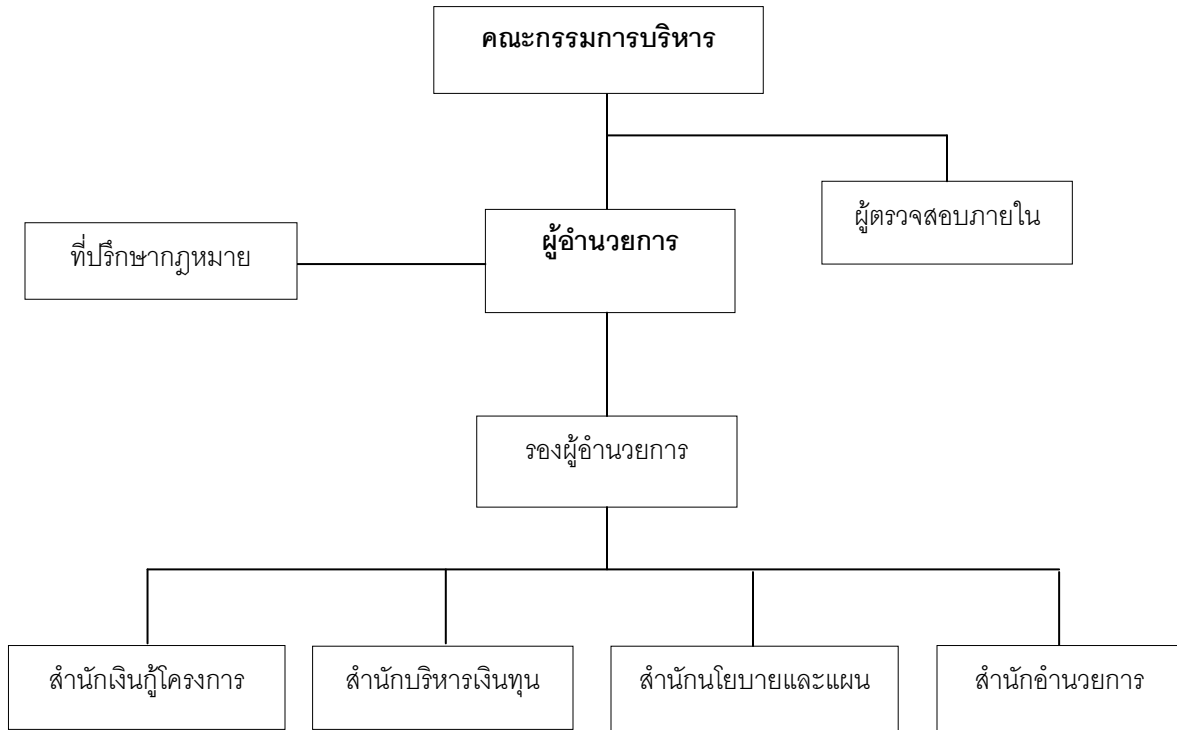 คณะกรรมการบริหาร
ผู้ตรวจสอบภายใน
ที่ปรึกษากฎหมาย
ผู้อำนวยการ
รองผู้อำนวยการ
สำนักเงินกู้โครงการ
สำนักบริหารเงินทุน
สำนักนโยบายและแผน
สำนักอำนวยการ